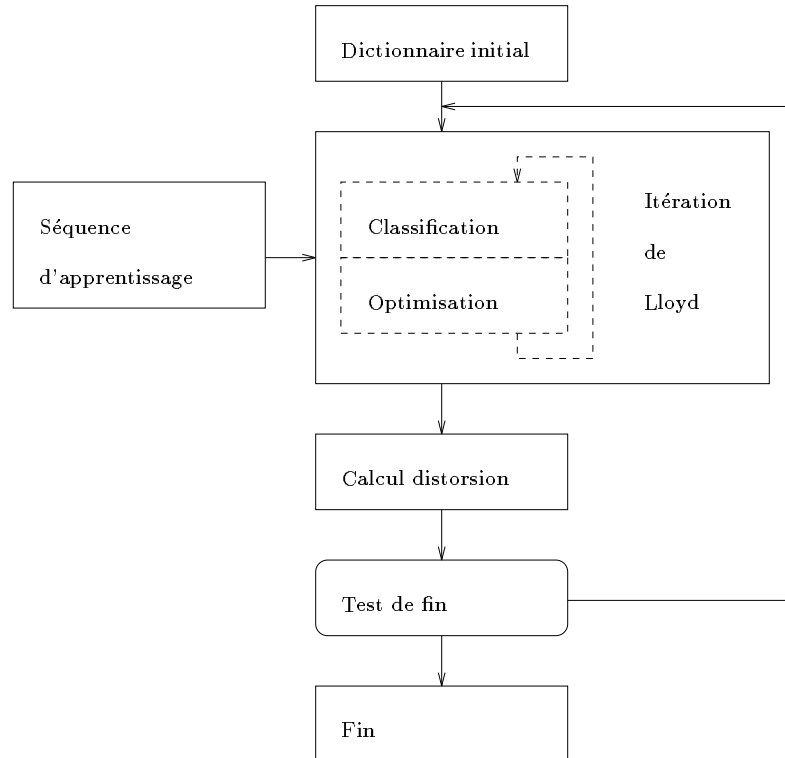 Dictionnaire initial
Séquence
d'apprentissage
Classification
Optimisation
Itération
de
Lloyd
Calcul distorsion
Test de fin
Fin